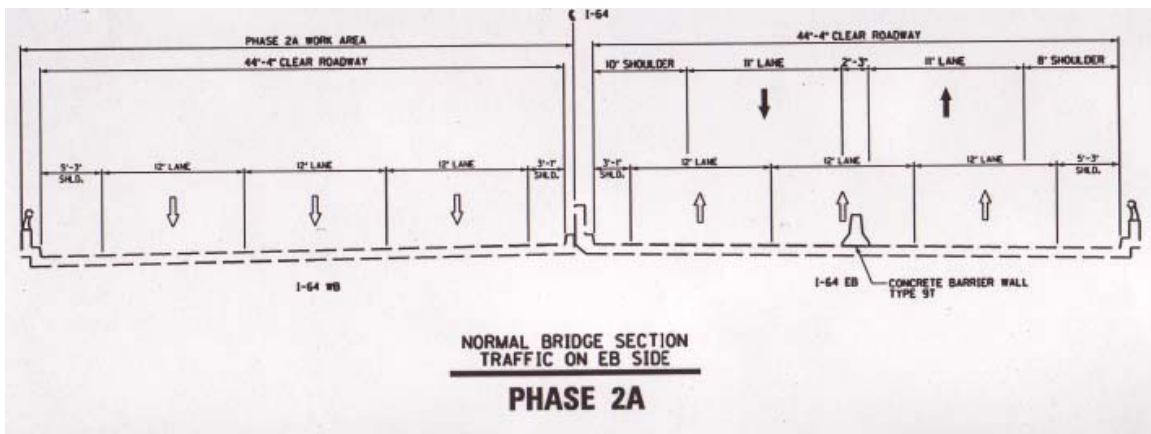 ℄ I-64
PHASE 2A WORK AREA
44'-4" CLEAR ROADWAY
44'-4" CLEAR ROADWAY
10' SHOULDER
11' LANE
2'-3"
11' LANE
8' SHOULDER
5'-3"
SHLD.
12' LANE
12' LANE
12' LANE
3'-1"
SHLD.
3'-1"
SHLD.
12' LANE
12' LANE
12' LANE
5'-3"
SHLD.
I-64 WB
I-64 EB
CONCRETE BARRIER WALL
TYPE 9T
NORMAL BRIDGE SECTION
TRAFFIC ON EB SIDE
PHASE 2A